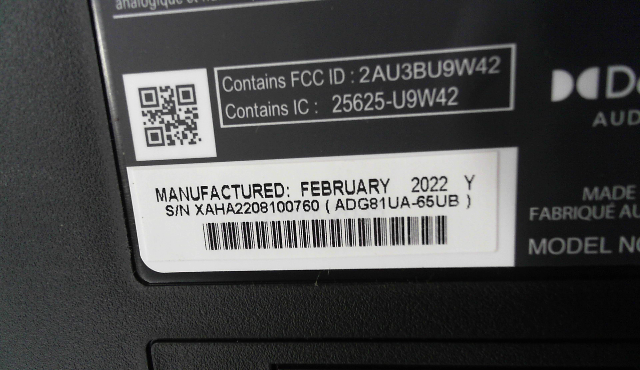 analogique et
Contains FCC ID : 2AU3BU9W42
Contains IC : 25625-U9W42
AUD
MANUFACTURED: FEBRUARY 2022 Y
S/N XAHA2208100760 ( ADG81UA-65UB )
MADE
FABRIQUÉ AU
MODEL NO